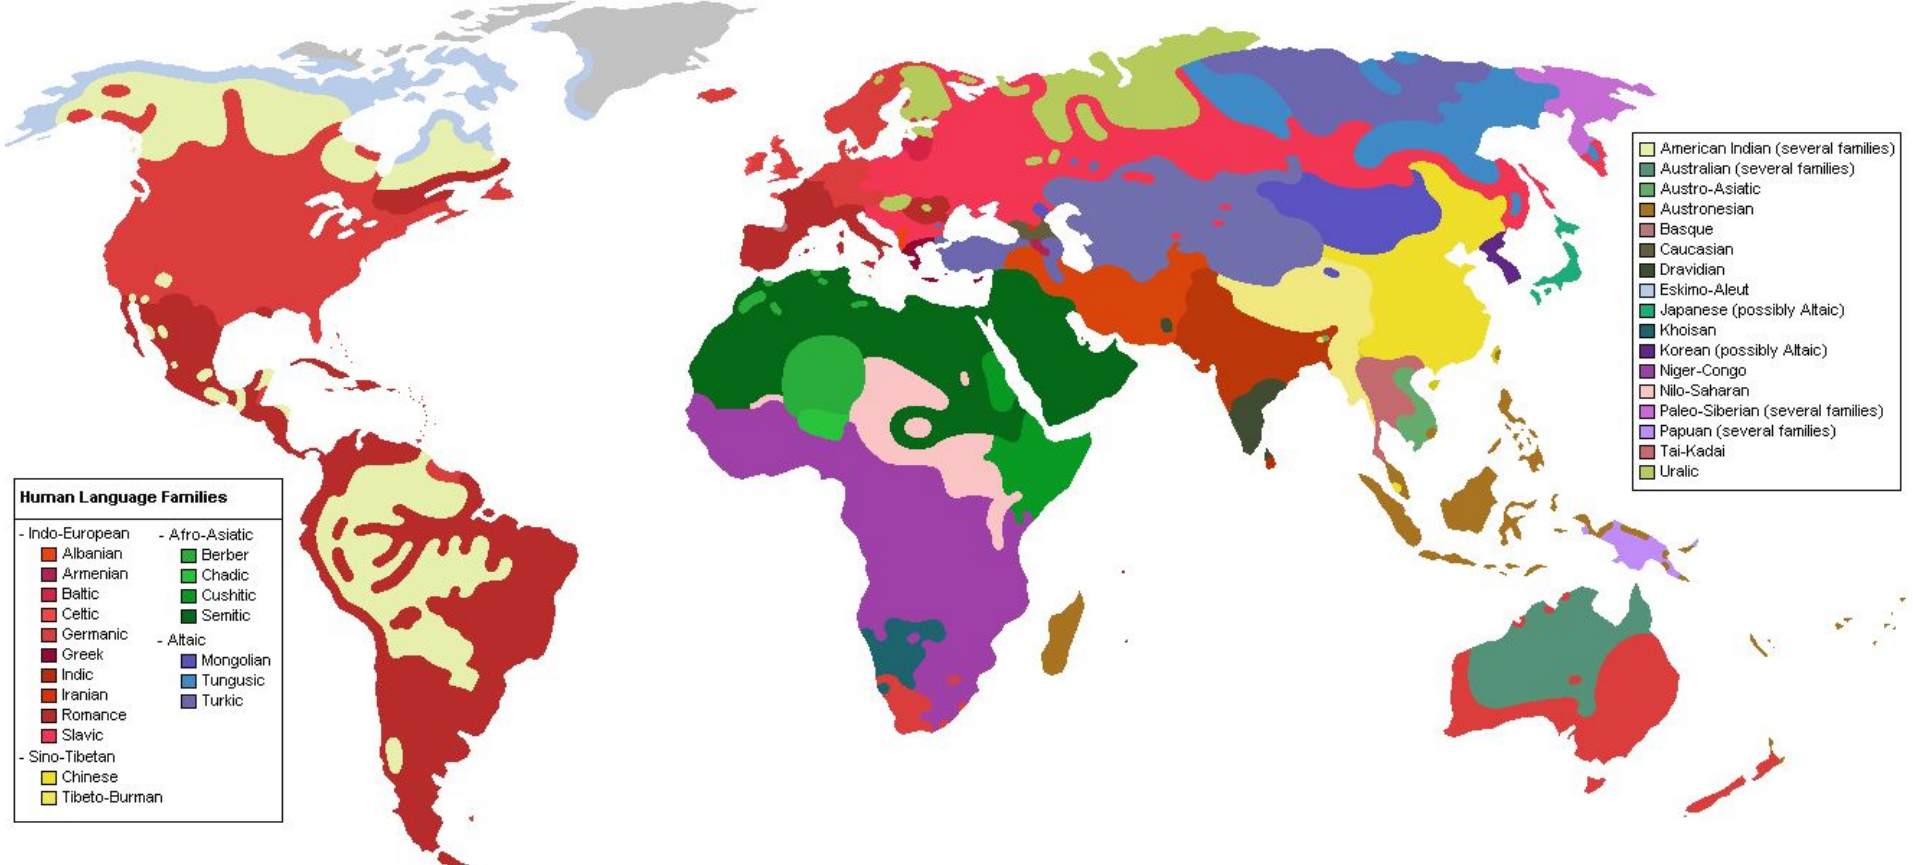 Human Language Families
- Indo-European
Albanian
Armenian
Baltic
Celtic
Germanic
Greek
Indic
Iranian
Romance
Slavic
- Sino-Tibetan
Chinese
Tibeto-Burman
- Afro-Asiatic
Berber
Chadic
Cushitic
Semitic
- Altaic
Mongolian
Tungusic
Turkic
American Indian (several families)
Australian (several families)
Austro-Asiatic
Austronesian
Basque
Caucasian
Dravidian
Eskimo-Aleut
Japanese (possibly Altaic)
Khoisan
Korean (possibly Altaic)
Niger-Congo
Nilo-Saharan
Paleo-Siberian (several families)
Papuan (several families)
Tai-Kadai
Uralic